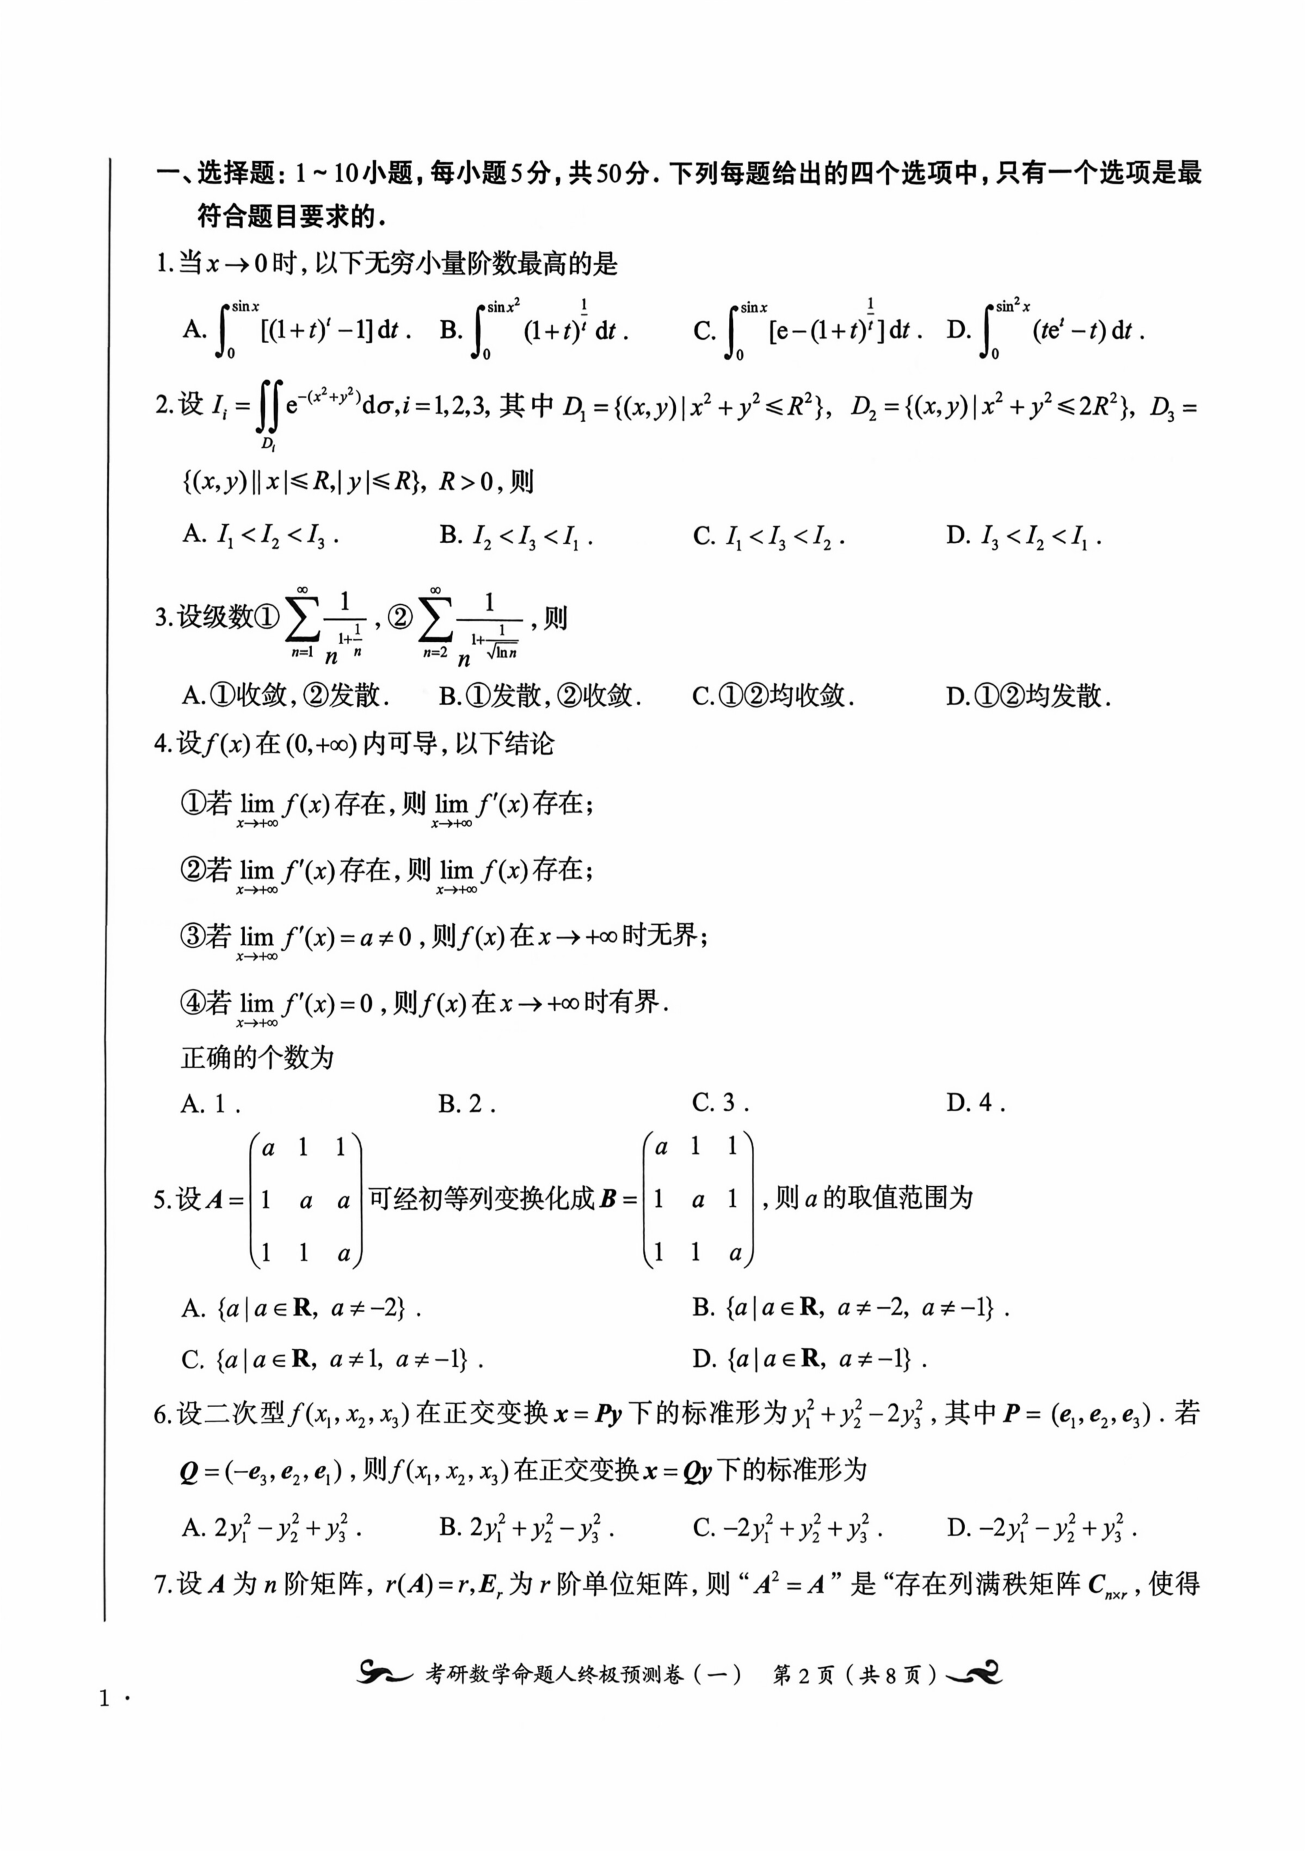 一、选择题：1~10小题，每小题5分，共50分．下列每题给出的四个选项中，只有一个选项是最
符合题目要求的．
1.当x→0时，以下无穷小量阶数最高的是
A. ∫₀^{sin x} [(1+t)^t −1]dt． B. ∫₀^{sin x²} (1+t)^{1/t} dt． C. ∫₀^{sin x} [e−(1+t)^{1/t}]dt． D. ∫₀^{sin² x} (te^t −t)dt．
2.设 I_i = ∬_{D_i} e^{−(x²+y²)}dσ,i=1,2,3, 其中 D₁={(x,y)|x²+y²⩽R²}, D₂={(x,y)|x²+y²⩽2R²}, D₃=
{(x,y)||x|⩽R,|y|⩽R}, R>0,则
A. I₁<I₂<I₃． B. I₂<I₃<I₁． C. I₁<I₃<I₂． D. I₃<I₂<I₁．
3.设级数① ∑_{n=1}^{∞} 1/n^{1+1/n}，② ∑_{n=2}^{∞} 1/n^{1+1/√(ln n)}，则
A.①收敛，②发散． B.①发散，②收敛． C.①②均收敛． D.①②均发散．
4.设f(x)在(0,+∞)内可导，以下结论
①若 lim_{x→+∞} f(x)存在，则 lim_{x→+∞} f′(x)存在；
②若 lim_{x→+∞} f′(x)存在，则 lim_{x→+∞} f(x)存在；
③若 lim_{x→+∞} f′(x)=a≠0，则f(x)在x→+∞时无界；
④若 lim_{x→+∞} f′(x)=0，则f(x)在x→+∞时有界．
正确的个数为
A. 1． B. 2． C. 3． D. 4．
5.设A=(a 1 1; 1 a a; 1 1 a)可经初等列变换化成B=(a 1 1; 1 a 1; 1 1 a)，则a的取值范围为
A. {a|a∈R, a≠−2}． B. {a|a∈R, a≠−2, a≠−1}．
C. {a|a∈R, a≠1, a≠−1}． D. {a|a∈R, a≠−1}．
6.设二次型f(x₁,x₂,x₃)在正交变换x=Py下的标准形为y₁²+y₂²−2y₃²，其中P=(e₁,e₂,e₃)．若
Q=(−e₃,e₂,e₁)，则f(x₁,x₂,x₃)在正交变换x=Qy下的标准形为
A. 2y₁²−y₂²+y₃²． B. 2y₁²+y₂²−y₃²． C. −2y₁²+y₂²+y₃²． D. −2y₁²−y₂²+y₃²．
7.设A为n阶矩阵，r(A)=r,E_r为r阶单位矩阵，则“A²=A”是“存在列满秩矩阵C_{n×r}，使得
考研数学命题人终极预测卷（一） 第2页（共8页）
1 ·